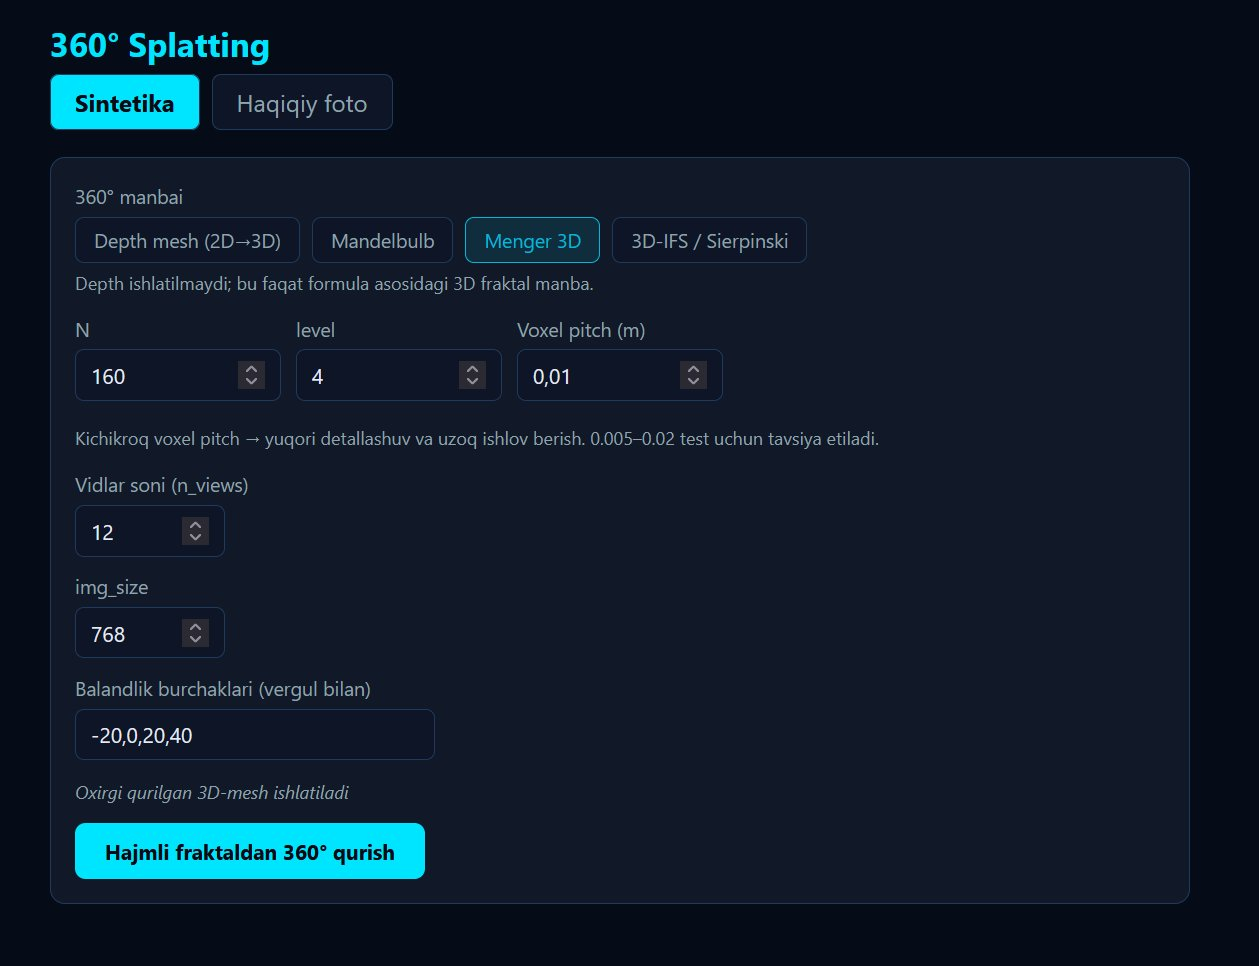 360° Splatting
Sintetika Haqiqiy foto
360° manbai
Depth mesh (2D→3D) Mandelbulb Menger 3D 3D-IFS / Sierpinski
Depth ishlatilmaydi; bu faqat formula asosidagi 3D fraktal manba.
N level Voxel pitch (m)
160 4 0,01
Kichikroq voxel pitch → yuqori detallashuv va uzoq ishlov berish. 0.005–0.02 test uchun tavsiya etiladi.
Vidlar soni (n_views)
12
img_size
768
Balandlik burchaklari (vergul bilan)
-20,0,20,40
Oxirgi qurilgan 3D-mesh ishlatiladi
Hajmli fraktaldan 360° qurish